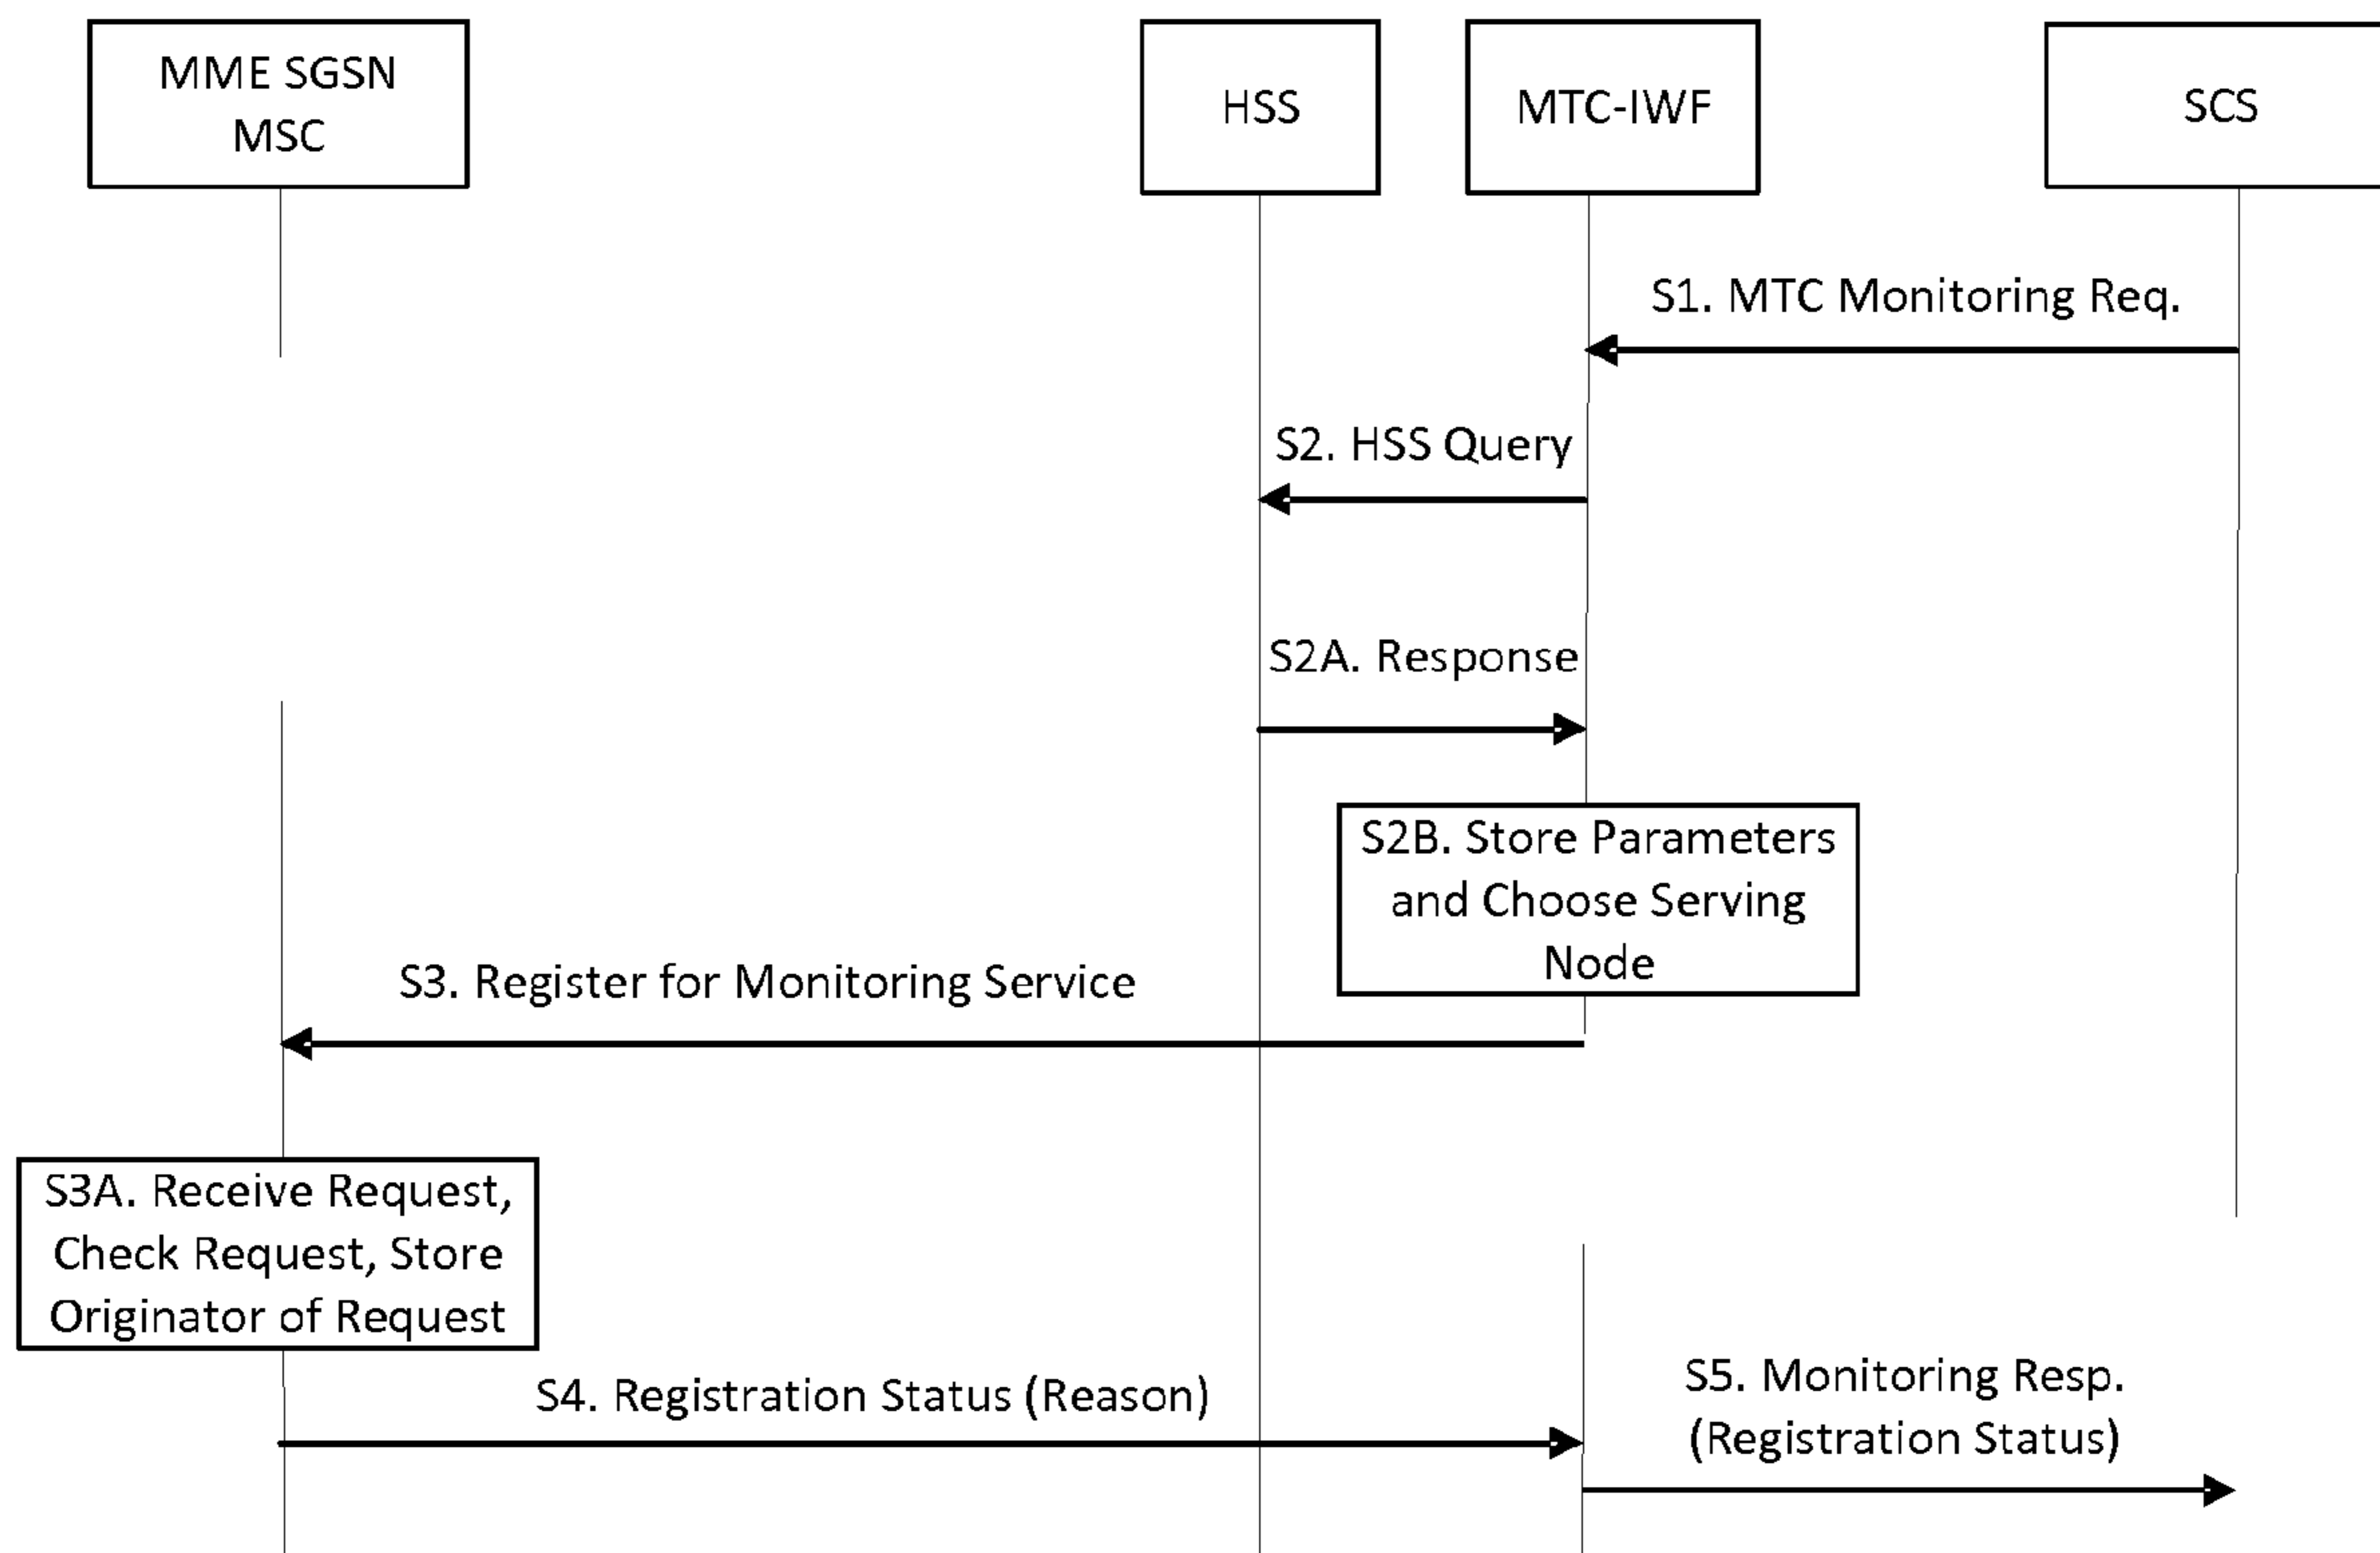 MME SGSN
MSC
HSS
MTC-IWF
SCS
S1. MTC Monitoring Req.
S2. HSS Query
S2A. Response
S2B. Store Parameters
and Choose Serving
Node
S3. Register for Monitoring Service
S3A. Receive Request,
Check Request, Store
Originator of Request
S4. Registration Status (Reason)
S5. Monitoring Resp.
(Registration Status)